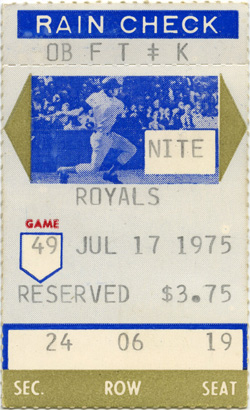 RAIN CHECK
OB F T ‡ K
NITE
ROYALS
GAME
49 JUL 17 1975
RESERVED $3.75
24 06 19
SEC. ROW SEAT